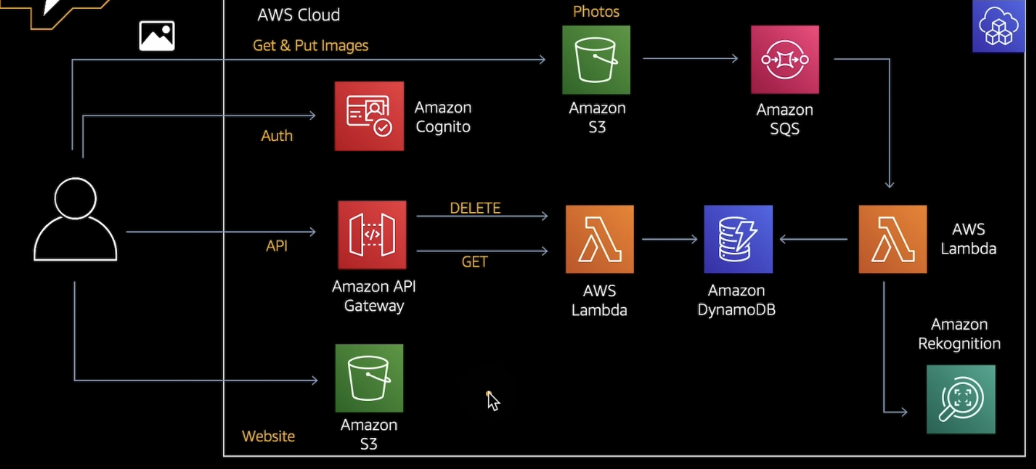 AWS Cloud
Photos
Get & Put Images
Amazon
S3
Amazon
SQS
Amazon
Cognito
Auth
DELETE
API
GET
Amazon API
Gateway
AWS
Lambda
Amazon
DynamoDB
AWS
Lambda
Amazon
Rekognition
Website
Amazon
S3